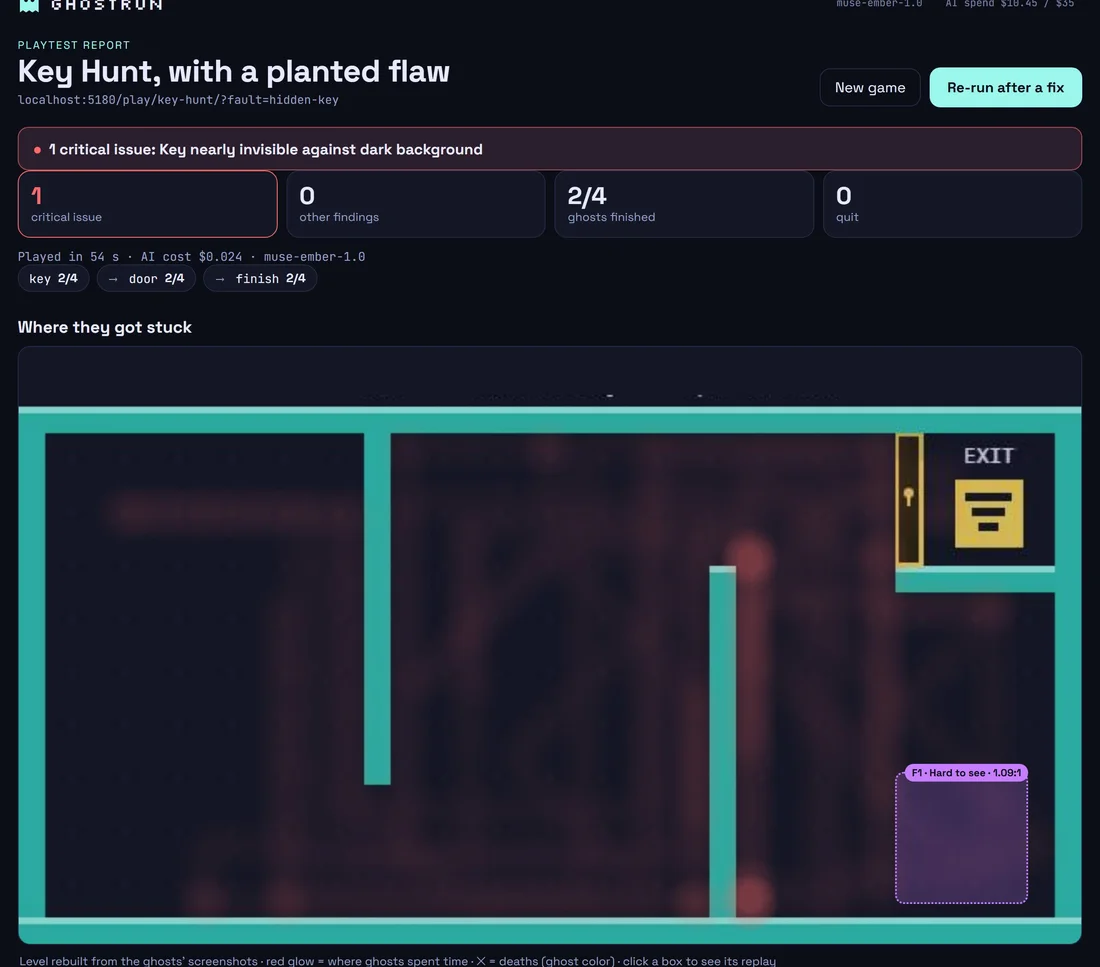 GHOSTRUN
muse-ember-1.0 AI spend $10.45 / $35
PLAYTEST REPORT
Key Hunt, with a planted flaw
localhost:5180/play/key-hunt/?fault=hidden-key
New game
Re-run after a fix
1 critical issue: Key nearly invisible against dark background
1
critical issue
0
other findings
2/4
ghosts finished
0
quit
Played in 54 s · AI cost $0.024 · muse-ember-1.0
key 2/4 → door 2/4 → finish 2/4
Where they got stuck
EXIT
F1 · Hard to see · 1.09:1
Level rebuilt from the ghosts' screenshots · red glow = where ghosts spent time · X = deaths (ghost color) · click a box to see its replay